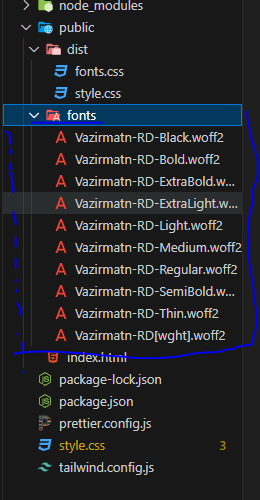 node_modules
public
dist
fonts.css
style.css
fonts
Vazirmatn-RD-Black.woff2
Vazirmatn-RD-Bold.woff2
Vazirmatn-RD-ExtraBold.w...
Vazirmatn-RD-ExtraLight.w...
Vazirmatn-RD-Light.woff2
Vazirmatn-RD-Medium.woff2
Vazirmatn-RD-Regular.woff2
Vazirmatn-RD-SemiBold.w...
Vazirmatn-RD-Thin.woff2
Vazirmatn-RD[wght].woff2
index.html
package-lock.json
package.json
prettier.config.js
style.css 3
tailwind.config.js